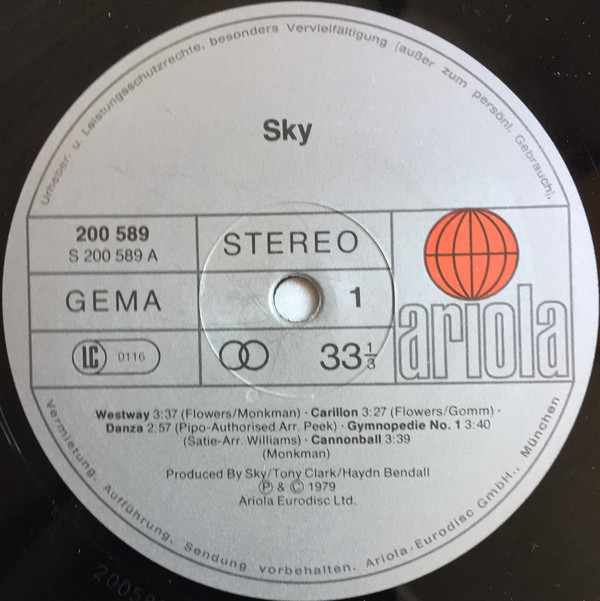 Urheber- u. Leistungsschutzrechte, besonders Vervielfältigung (außer zum persönl. Gebrauch),
Sky
200 589
S 200 589 A
STEREO
GEMA
1
ariola
LC 0116
33 1/3
Westway 3:37 (Flowers/Monkman) · Carillon 3:27 (Flowers/Gomm) ·
Danza 2:57 (Pipo-Authorised Arr. Peek) · Gymnopedie No. 1 3:40
(Satie-Arr. Williams) · Cannonball 3:39
(Monkman)
Produced By Sky/Tony Clark/Haydn Bendall
Ⓟ & © 1979
Ariola Eurodisc Ltd.
Vermietung, Aufführung, Sendung vorbehalten. Ariola-Eurodisc GmbH., München